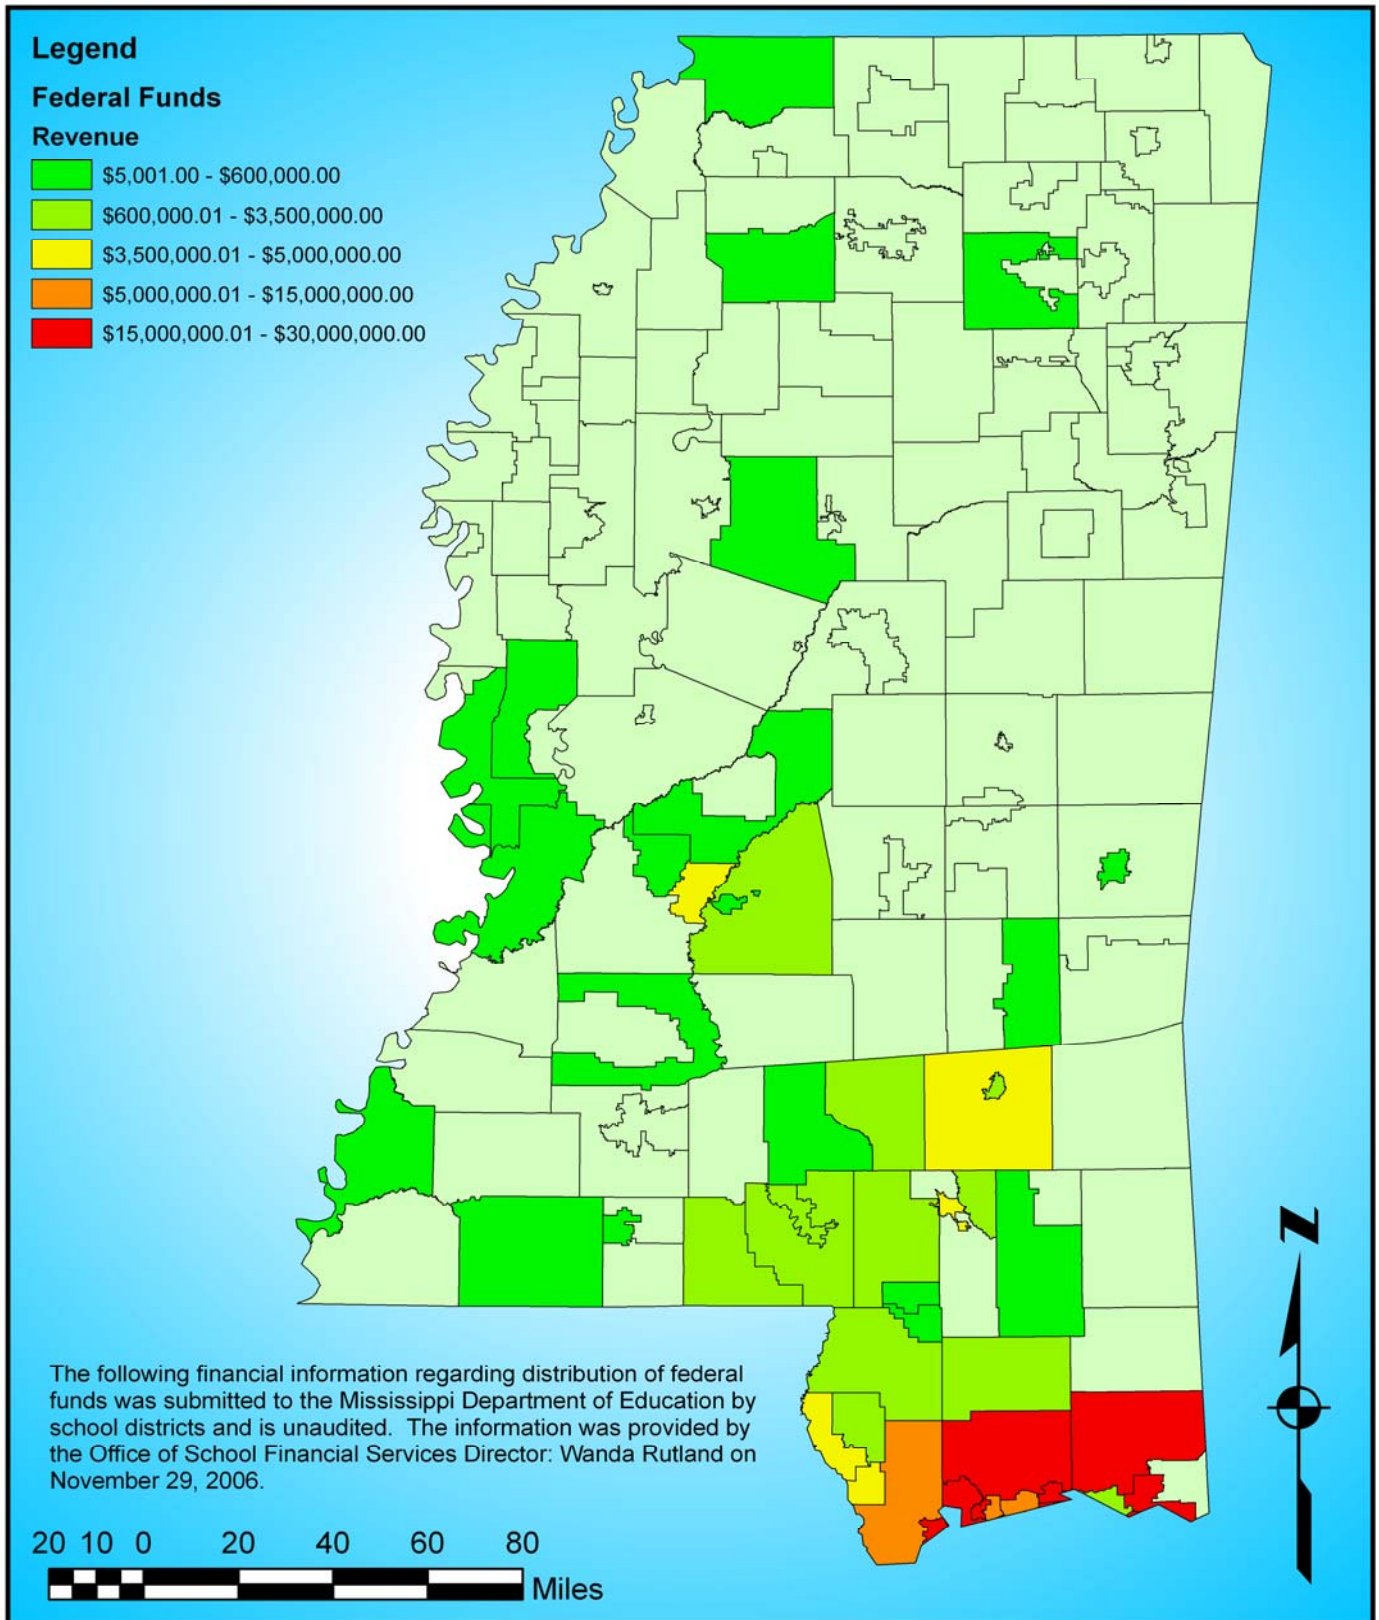 Legend
Federal Funds
Revenue
$5,001.00 - $600,000.00
$600,000.01 - $3,500,000.00
$3,500,000.01 - $5,000,000.00
$5,000,000.01 - $15,000,000.00
$15,000,000.01 - $30,000,000.00
N
The following financial information regarding distribution of federal
funds was submitted to the Mississippi Department of Education by
school districts and is unaudited.  The information was provided by
the Office of School Financial Services Director: Wanda Rutland on
November 29, 2006.
20 10 0 20 40 60 80
Miles